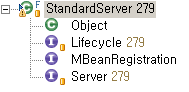 StandardServer 279
Object
Lifecycle 279
MBeanRegistration
Server 279